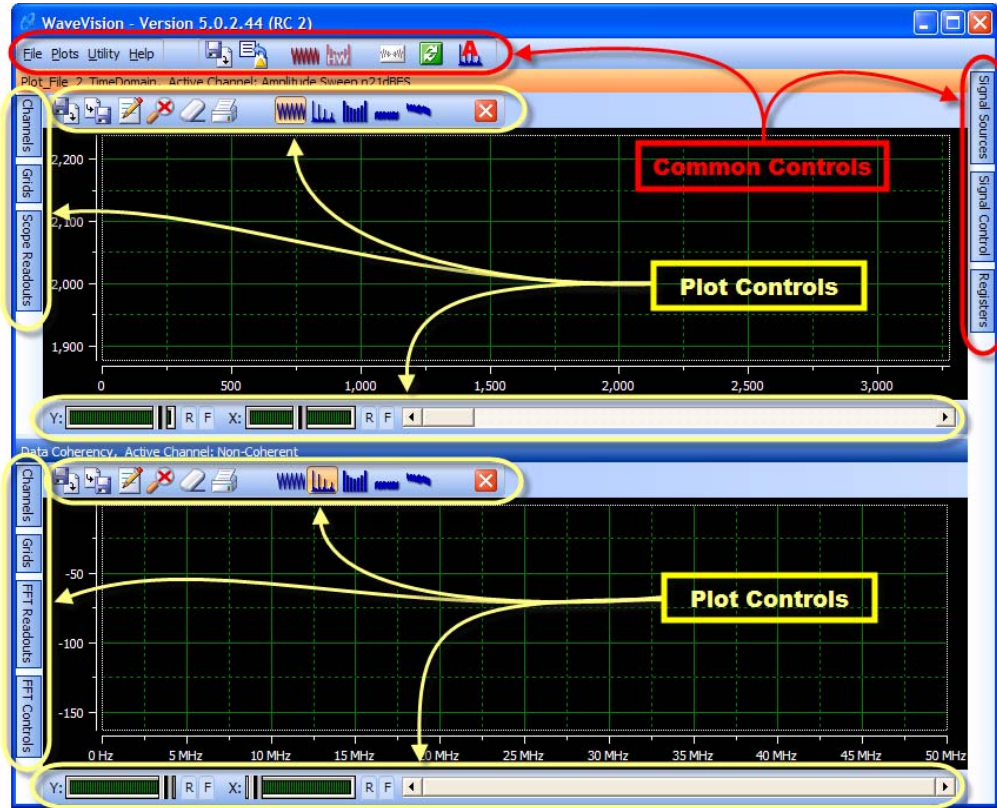 WaveVision - Version 5.0.2.44 (RC 2)
File Plots Utility Help
A
Plot_File_2_TimeDomain, Active Channel: Amplitude Sweep n21dBFS
Channels
Grids
Scope Readouts
Signal Sources
Signal Control
Registers
Common Controls
Plot Controls
2,200
2,100
2,000
1,900
0 500 1,000 1,500 2,000 2,500 3,000
Y: R F X: R F
Data Coherency, Active Channel: Non-Coherent
Channels
Grids
FFT Readouts
FFT Controls
Plot Controls
-50
-100
-150
0 Hz 5 MHz 10 MHz 15 MHz 20 MHz 25 MHz 30 MHz 35 MHz 40 MHz 45 MHz 50 MHz
Y: R F X: R F